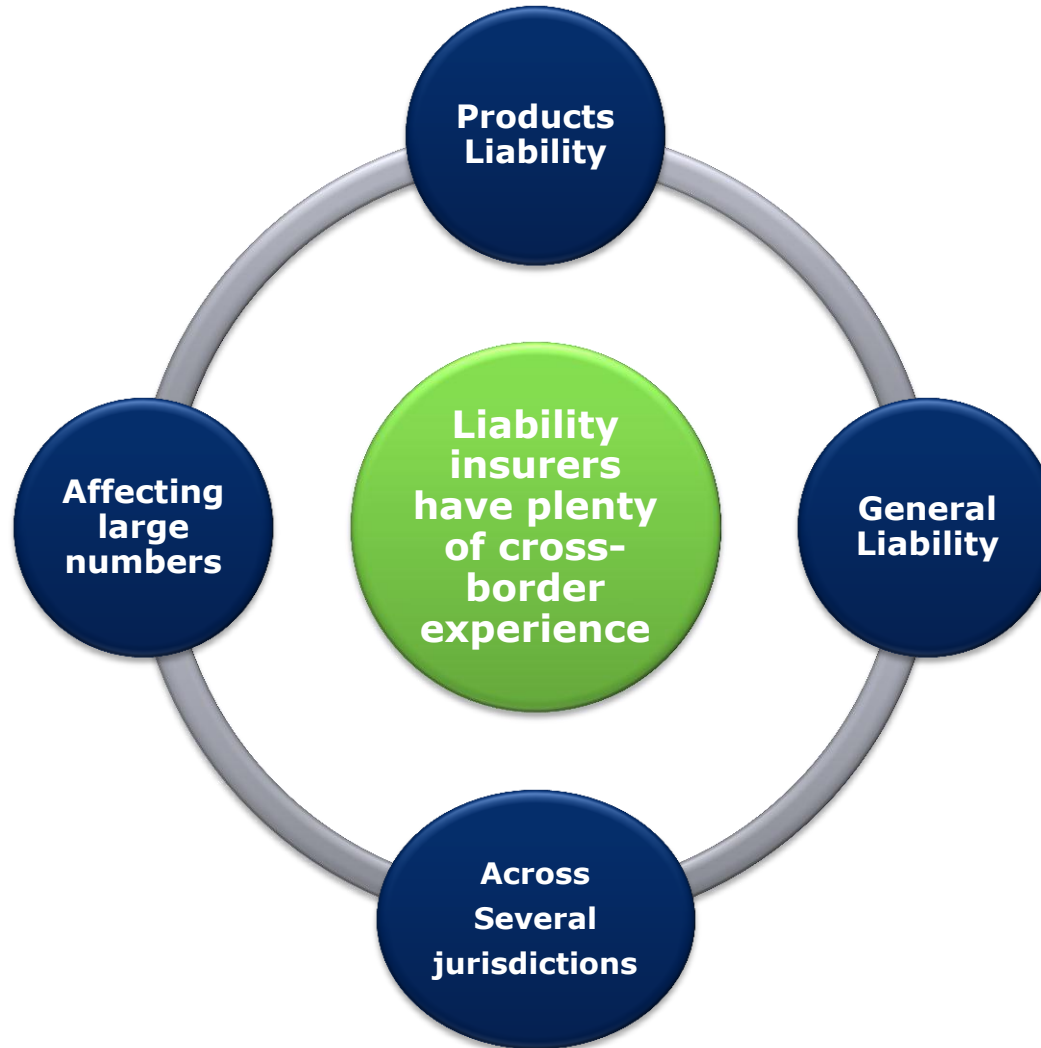 Products
Liability
Liability
insurers
have plenty
of cross-
border
experience
Affecting
large
numbers
General
Liability
Across
Several
jurisdictions